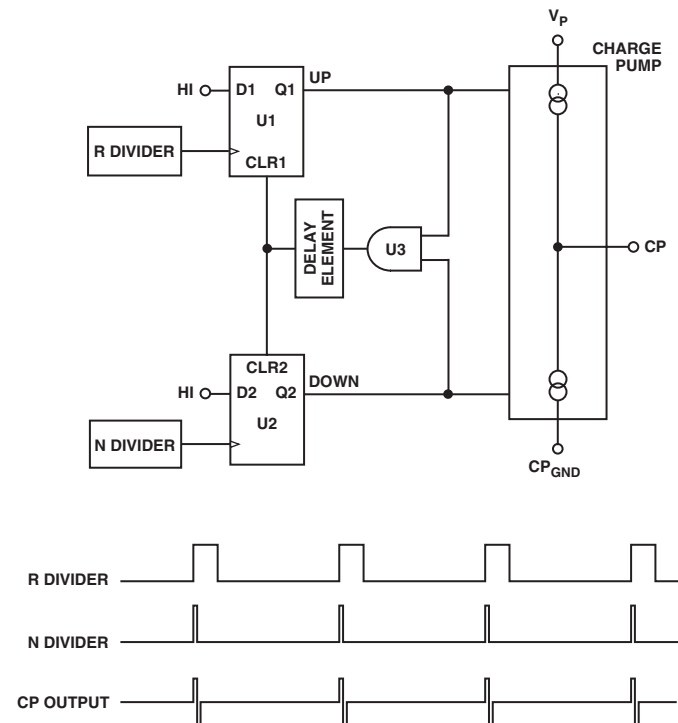 V_P
CHARGE
PUMP
HI
D1
Q1
UP
U1
R DIVIDER
CLR1
DELAY
ELEMENT
U3
CP
CLR2
HI
D2
Q2
DOWN
U2
N DIVIDER
CP_GND
R DIVIDER
N DIVIDER
CP OUTPUT